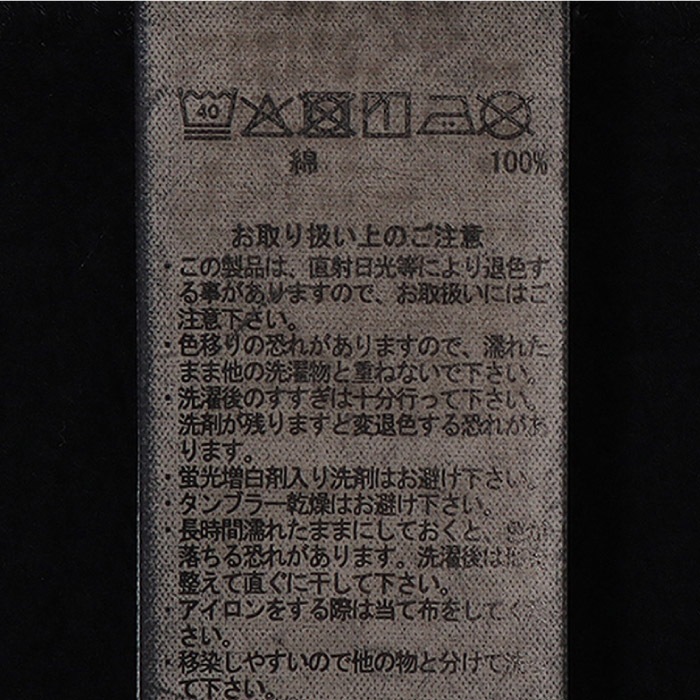 40
綿 100%
お取り扱い上のご注意
・この製品は、直射日光等により退色す
る事がありますので、お取扱いにはご
注意下さい。
・色移りの恐れがありますので、濡れた
まま他の洗濯物と重ねないで下さい。
・洗濯後のすすぎは十分行って下さい。
洗剤が残りますと変退色する恐れがあ
ります。
・蛍光増白剤入り洗剤はお避け下さい。
・タンブラー乾燥はお避け下さい。
・長時間濡れたままにしておくと、
落ちる恐れがあります。洗濯後は
整えて直ぐに干して下さい。
・アイロンをする際は当て布をしてくだ
さい。
・移染しやすいので他の物と分けて洗っ
て下さい。